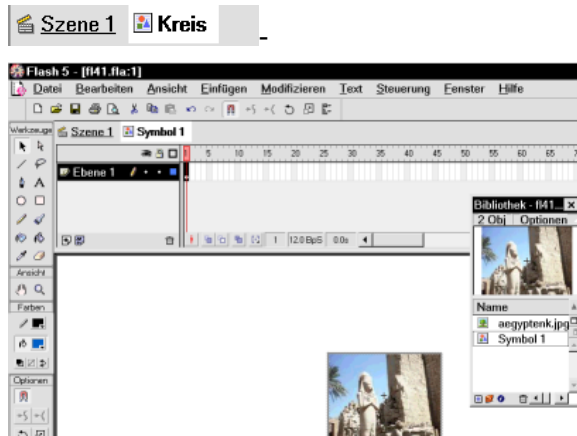 Szene 1 Kreis
Flash 5 - [fl41.fla:1]
Datei Bearbeiten Ansicht Einfügen Modifizieren Text Steuerung Fenster Hilfe
Werkzeuge Szene 1 Symbol 1
5 10 15 20 25 30 35 40 45 50 55 60 65 7
Ebene 1
1 12.0 Bps 0.0s
Bibliothek - fl41...
2 Obj Optionen
Name
aegyptenk.jpg
Symbol 1
Ansicht
Farben
Optionen